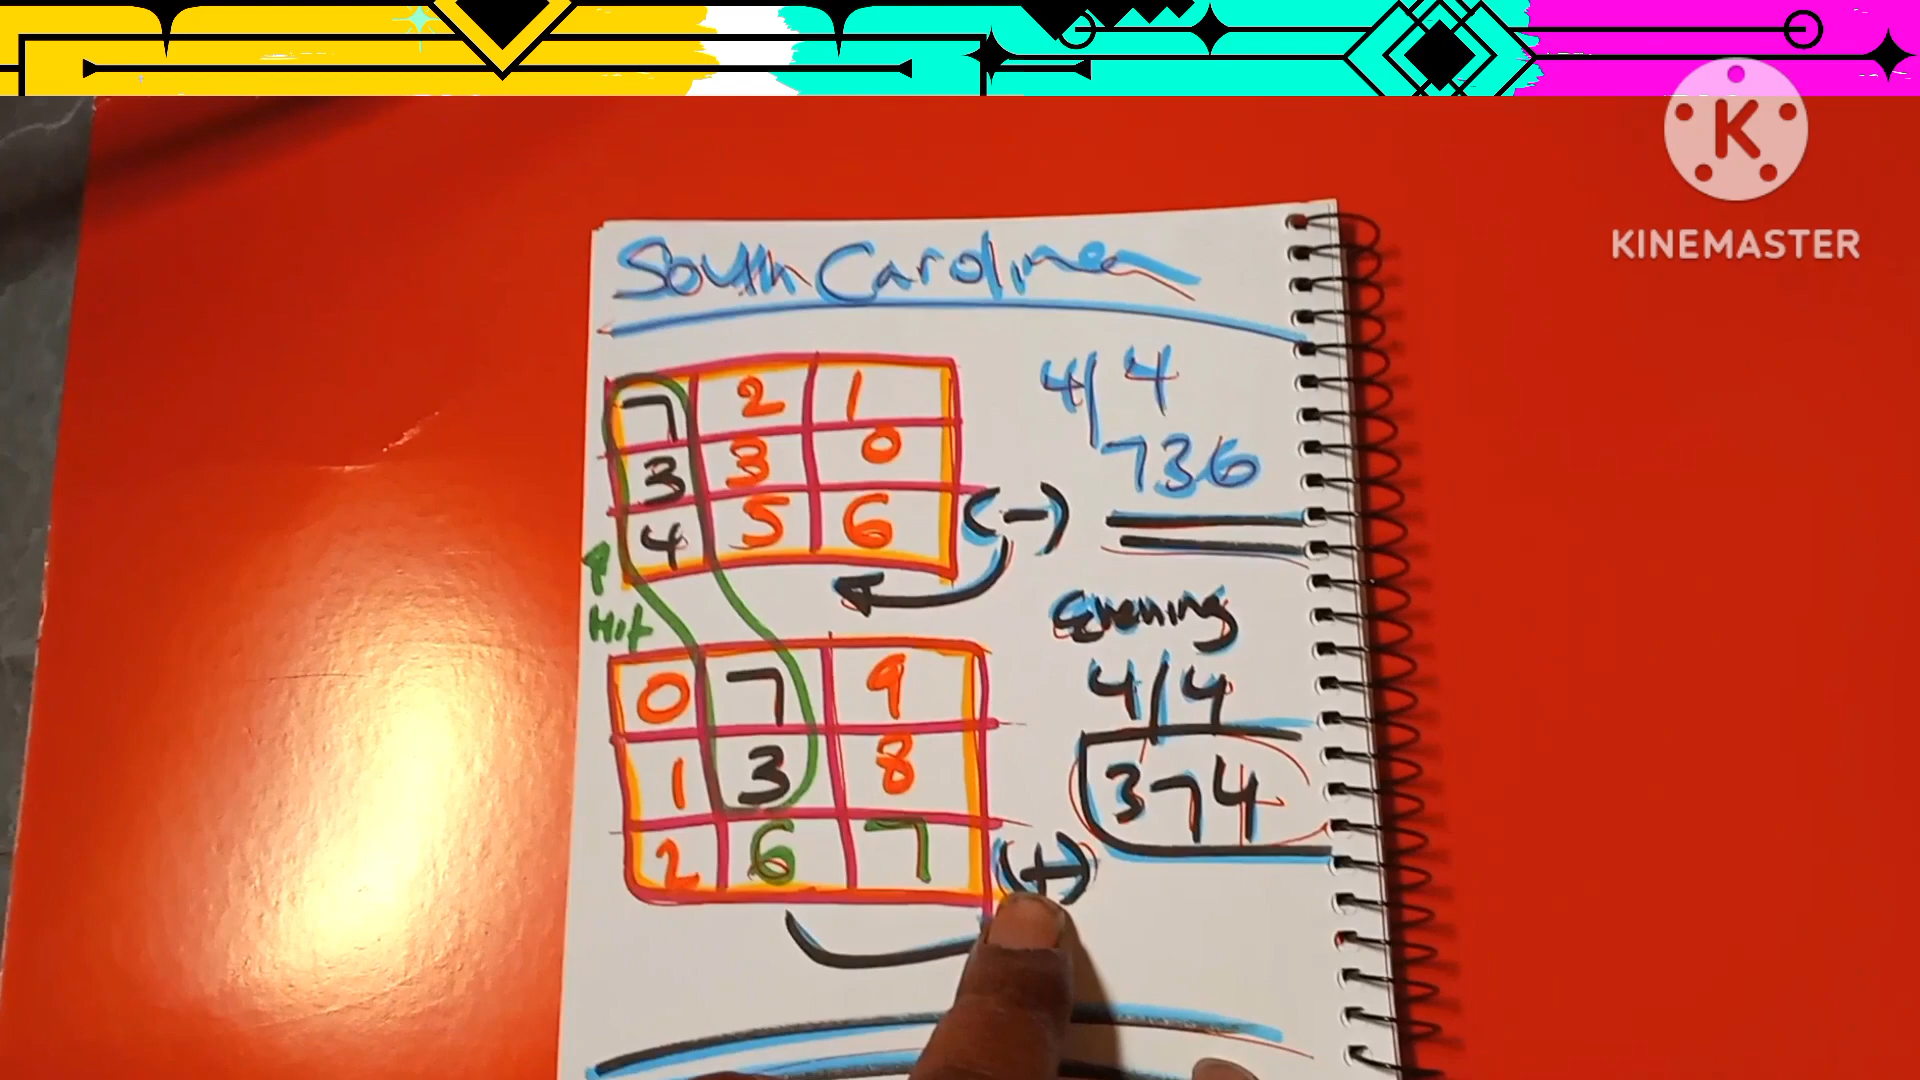 KINEMASTER
South Carolina
7 2 1
3 3 0
4 5 6
(-)
Hit
0 7 9
1 3 8
2 6 7
(+)
4/4
736
Evening
4/4
374